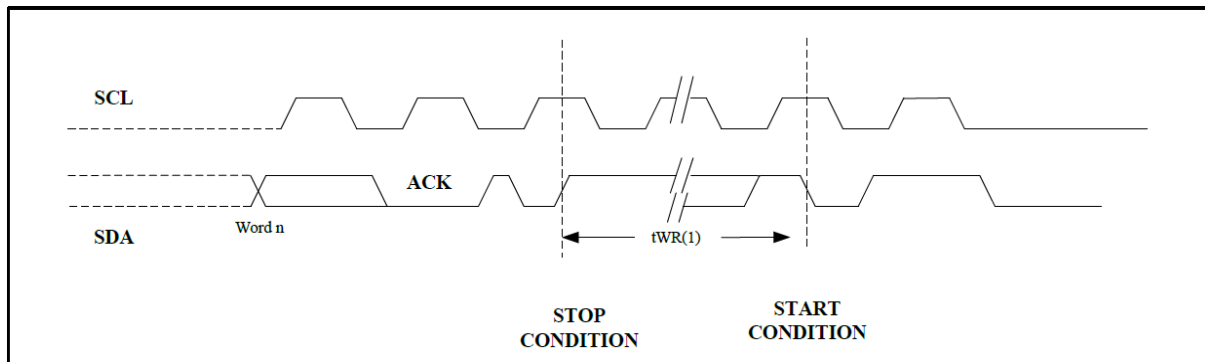 SCL
ACK
Word n
SDA
tWR(1)
STOP
CONDITION
START
CONDITION